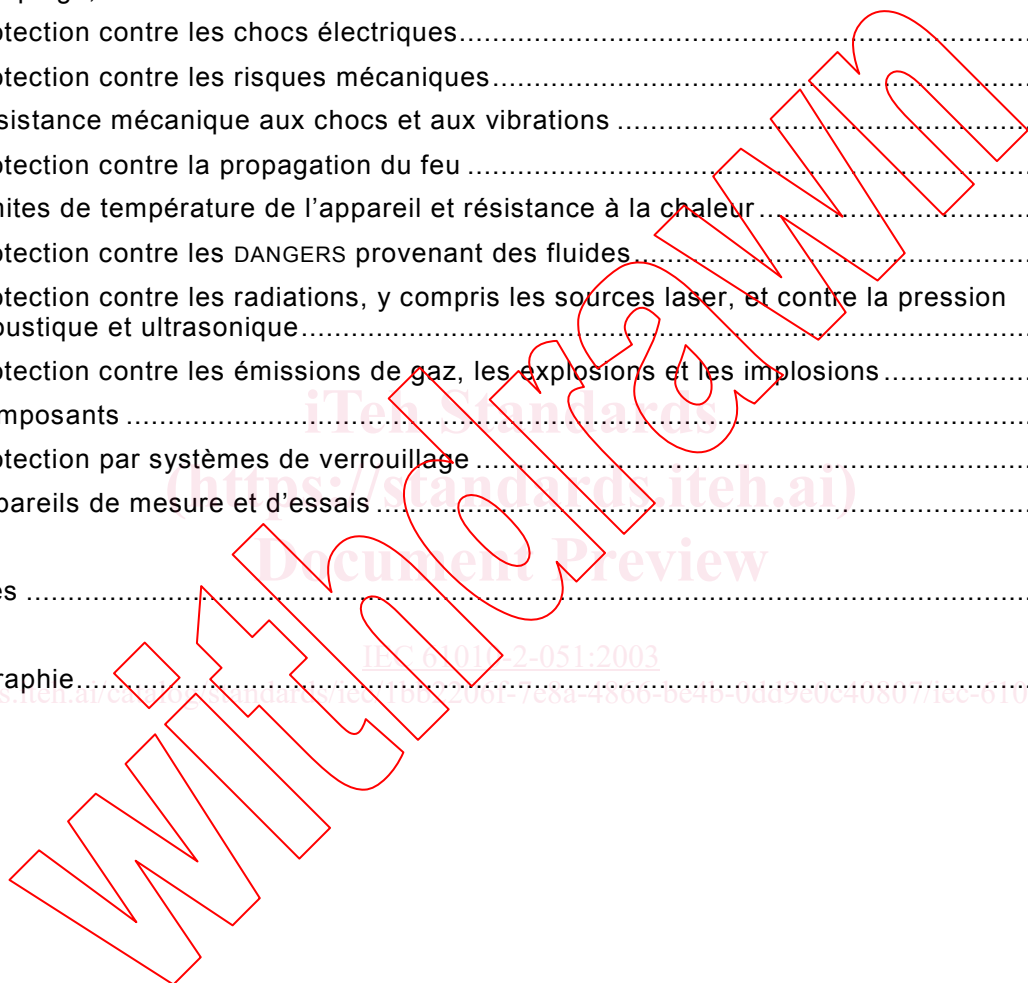 otection contre les chocs électriques
otection contre les risques mécaniques
sistance mécanique aux chocs et aux vibrations
otection contre la propagation du feu
nites de température de l'appareil et résistance à la chaleur
otection contre les DANGERS provenant des fluides
otection contre les radiations, y compris les sources laser, et contre la pression
oustique et ultrasonique
otection contre les émissions de gaz, les explosions et les implosions
iTeh Standards
mposants
otection par systèmes de verrouillage
(https://standards.iteh.ai)
pareils de mesure et d'essais
Document Preview
es
IEC 61010-2-051:2003
raphie
withdrawn